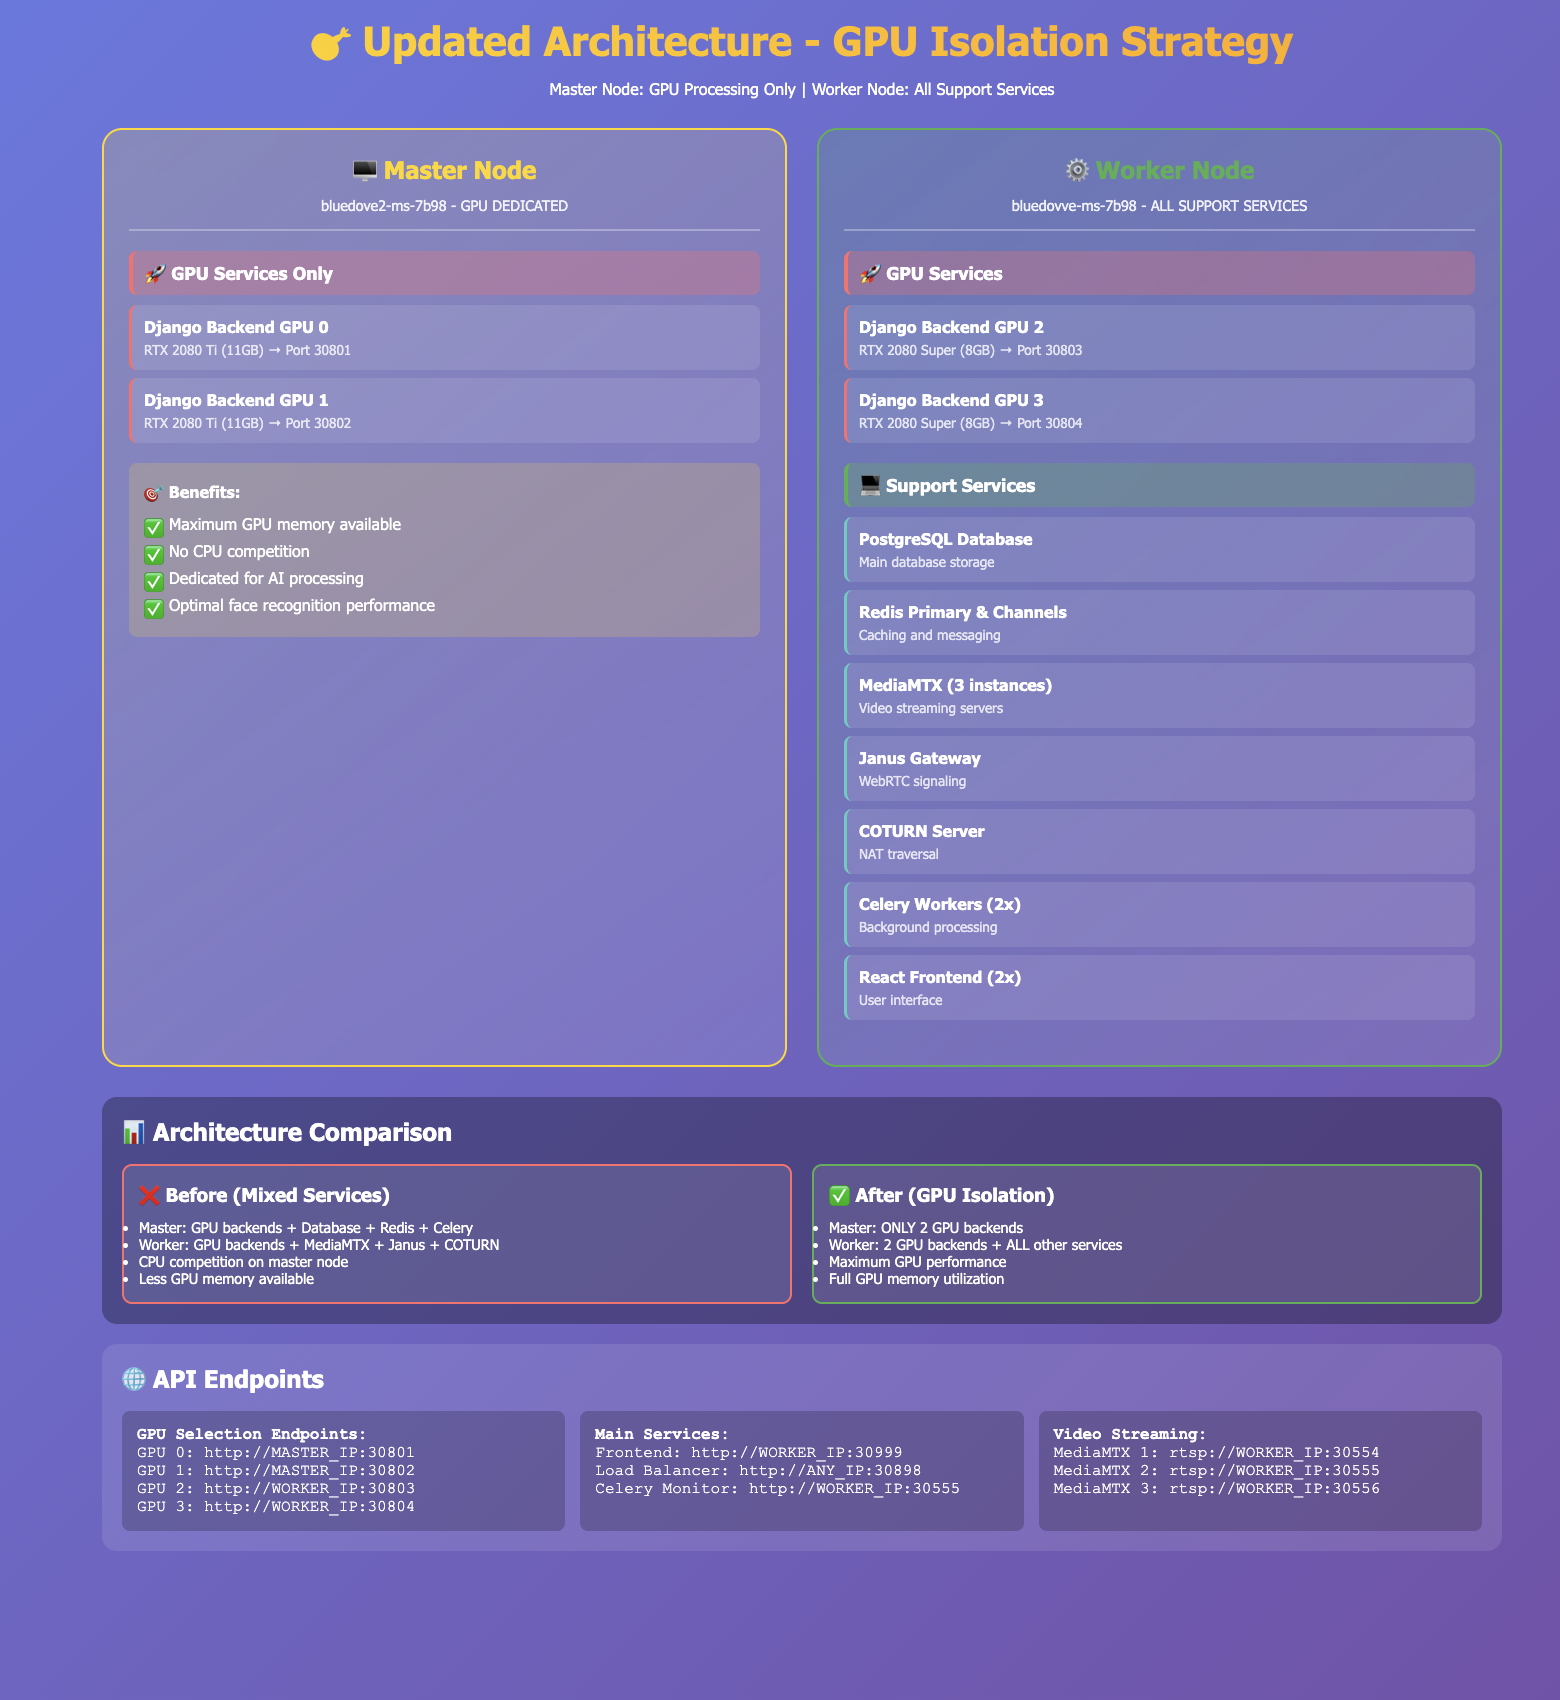 Updated Architecture - GPU Isolation Strategy
Master Node: GPU Processing Only | Worker Node: All Support Services
🖥️ Master Node
bluedove2-ms-7b98 - GPU DEDICATED
🚀 GPU Services Only
Django Backend GPU 0
RTX 2080 Ti (11GB) → Port 30801
Django Backend GPU 1
RTX 2080 Ti (11GB) → Port 30802
🎯 Benefits:
✅ Maximum GPU memory available
✅ No CPU competition
✅ Dedicated for AI processing
✅ Optimal face recognition performance
⚙️ Worker Node
bluedovve-ms-7b98 - ALL SUPPORT SERVICES
🚀 GPU Services
Django Backend GPU 2
RTX 2080 Super (8GB) → Port 30803
Django Backend GPU 3
RTX 2080 Super (8GB) → Port 30804
💻 Support Services
PostgreSQL Database
Main database storage
Redis Primary & Channels
Caching and messaging
MediaMTX (3 instances)
Video streaming servers
Janus Gateway
WebRTC signaling
COTURN Server
NAT traversal
Celery Workers (2x)
Background processing
React Frontend (2x)
User interface
📊 Architecture Comparison
❌ Before (Mixed Services)
• Master: GPU backends + Database + Redis + Celery
• Worker: GPU backends + MediaMTX + Janus + COTURN
• CPU competition on master node
• Less GPU memory available
✅ After (GPU Isolation)
• Master: ONLY 2 GPU backends
• Worker: 2 GPU backends + ALL other services
• Maximum GPU performance
• Full GPU memory utilization
🌐 API Endpoints
GPU Selection Endpoints:
GPU 0: http://MASTER_IP:30801
GPU 1: http://MASTER_IP:30802
GPU 2: http://WORKER_IP:30803
GPU 3: http://WORKER_IP:30804
Main Services:
Frontend: http://WORKER_IP:30999
Load Balancer: http://ANY_IP:30898
Celery Monitor: http://WORKER_IP:30555
Video Streaming:
MediaMTX 1: rtsp://WORKER_IP:30554
MediaMTX 2: rtsp://WORKER_IP:30555
MediaMTX 3: rtsp://WORKER_IP:30556